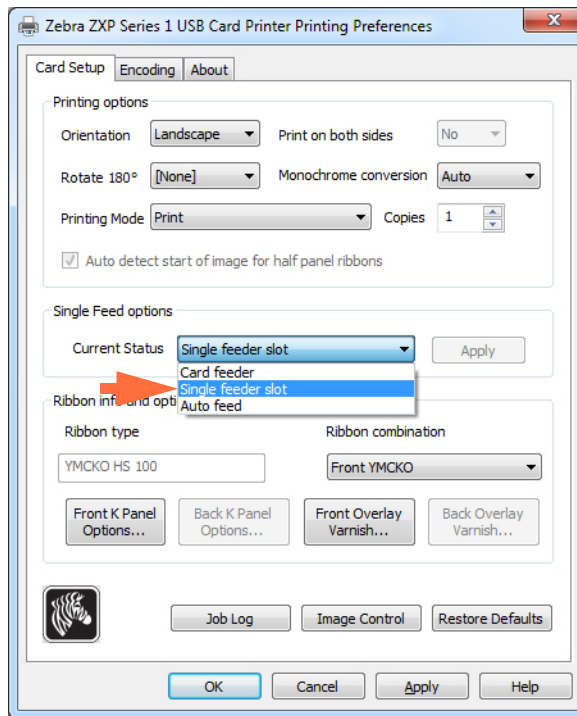 Zebra ZXP Series 1 USB Card Printer Printing Preferences
Card Setup Encoding About
Printing options
Orientation Landscape Print on both sides No
Rotate 180° [None] Monochrome conversion Auto
Printing Mode Print Copies 1
Auto detect start of image for half panel ribbons
Single Feed options
Current Status Single feeder slot Apply
Card feeder
Single feeder slot
Auto feed
Ribbon info and opti
Ribbon type Ribbon combination
YMCKO HS 100 Front YMCKO
Front K Panel Options... Back K Panel Options... Front Overlay Varnish... Back Overlay Varnish...
Job Log Image Control Restore Defaults
OK Cancel Apply Help